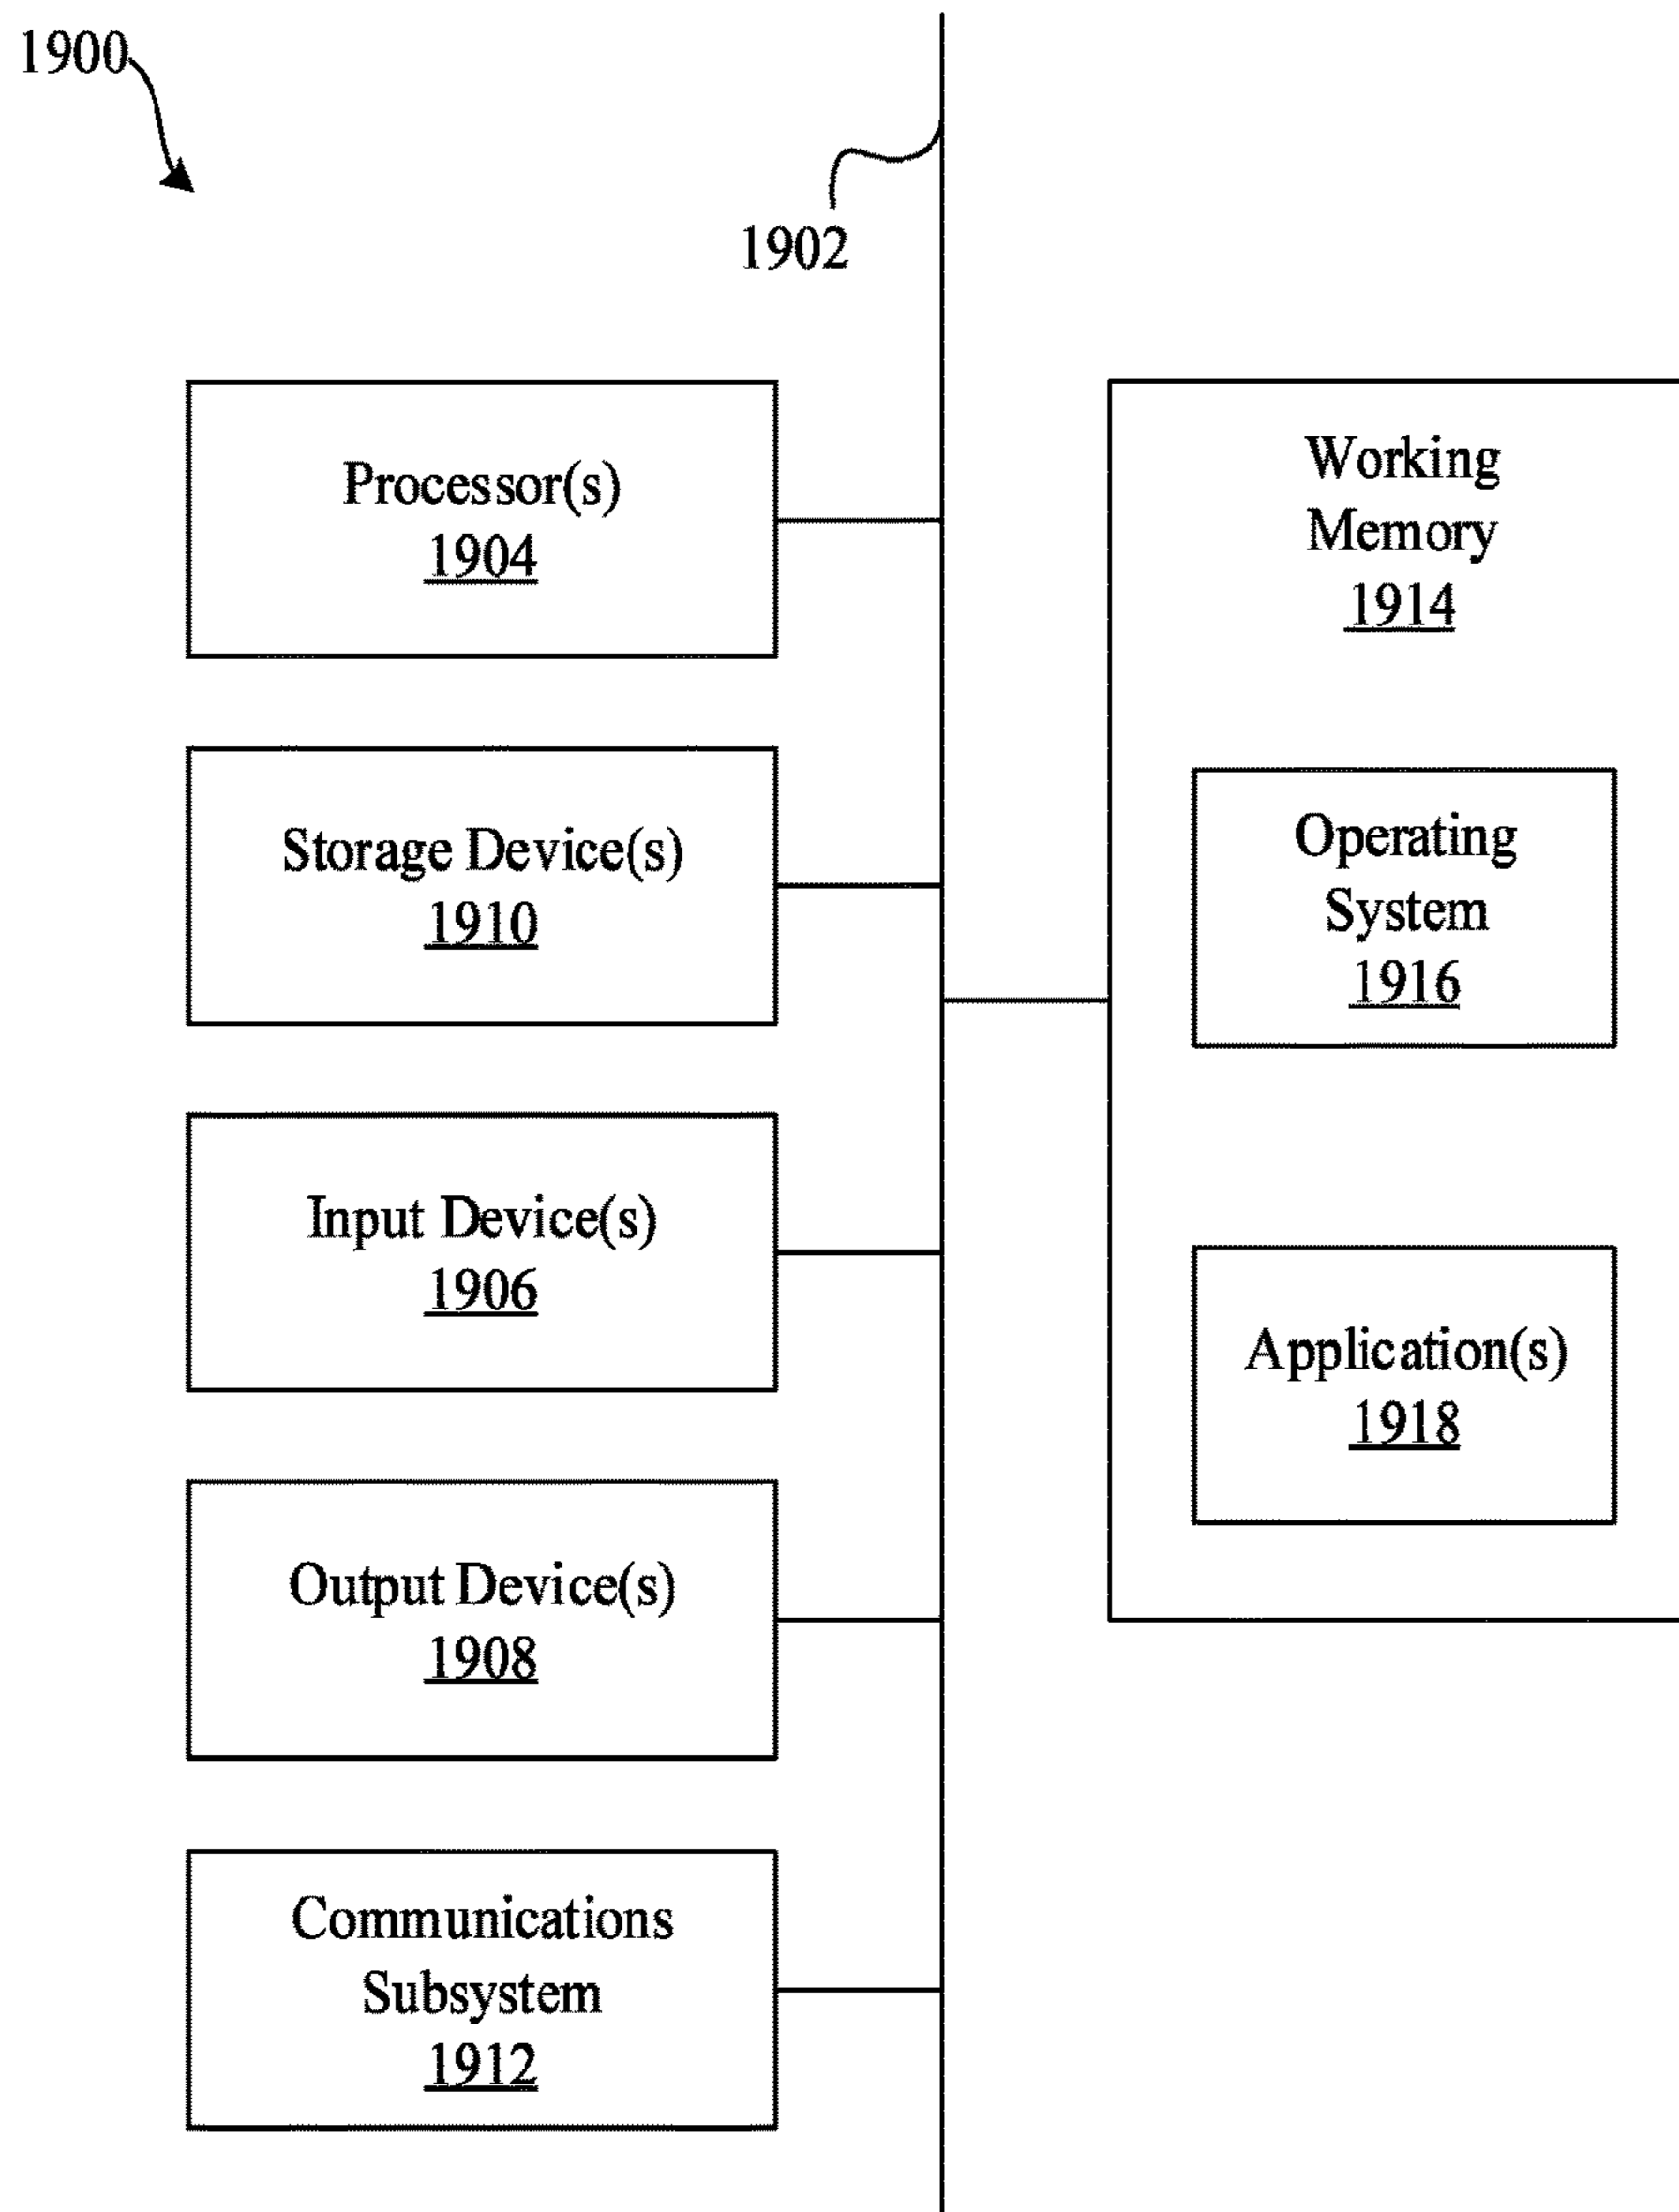 1900
1902
Processor(s)
1904
Storage Device(s)
1910
Input Device(s)
1906
Output Device(s)
1908
Communications
Subsystem
1912
Working
Memory
1914
Operating
System
1916
Application(s)
1918